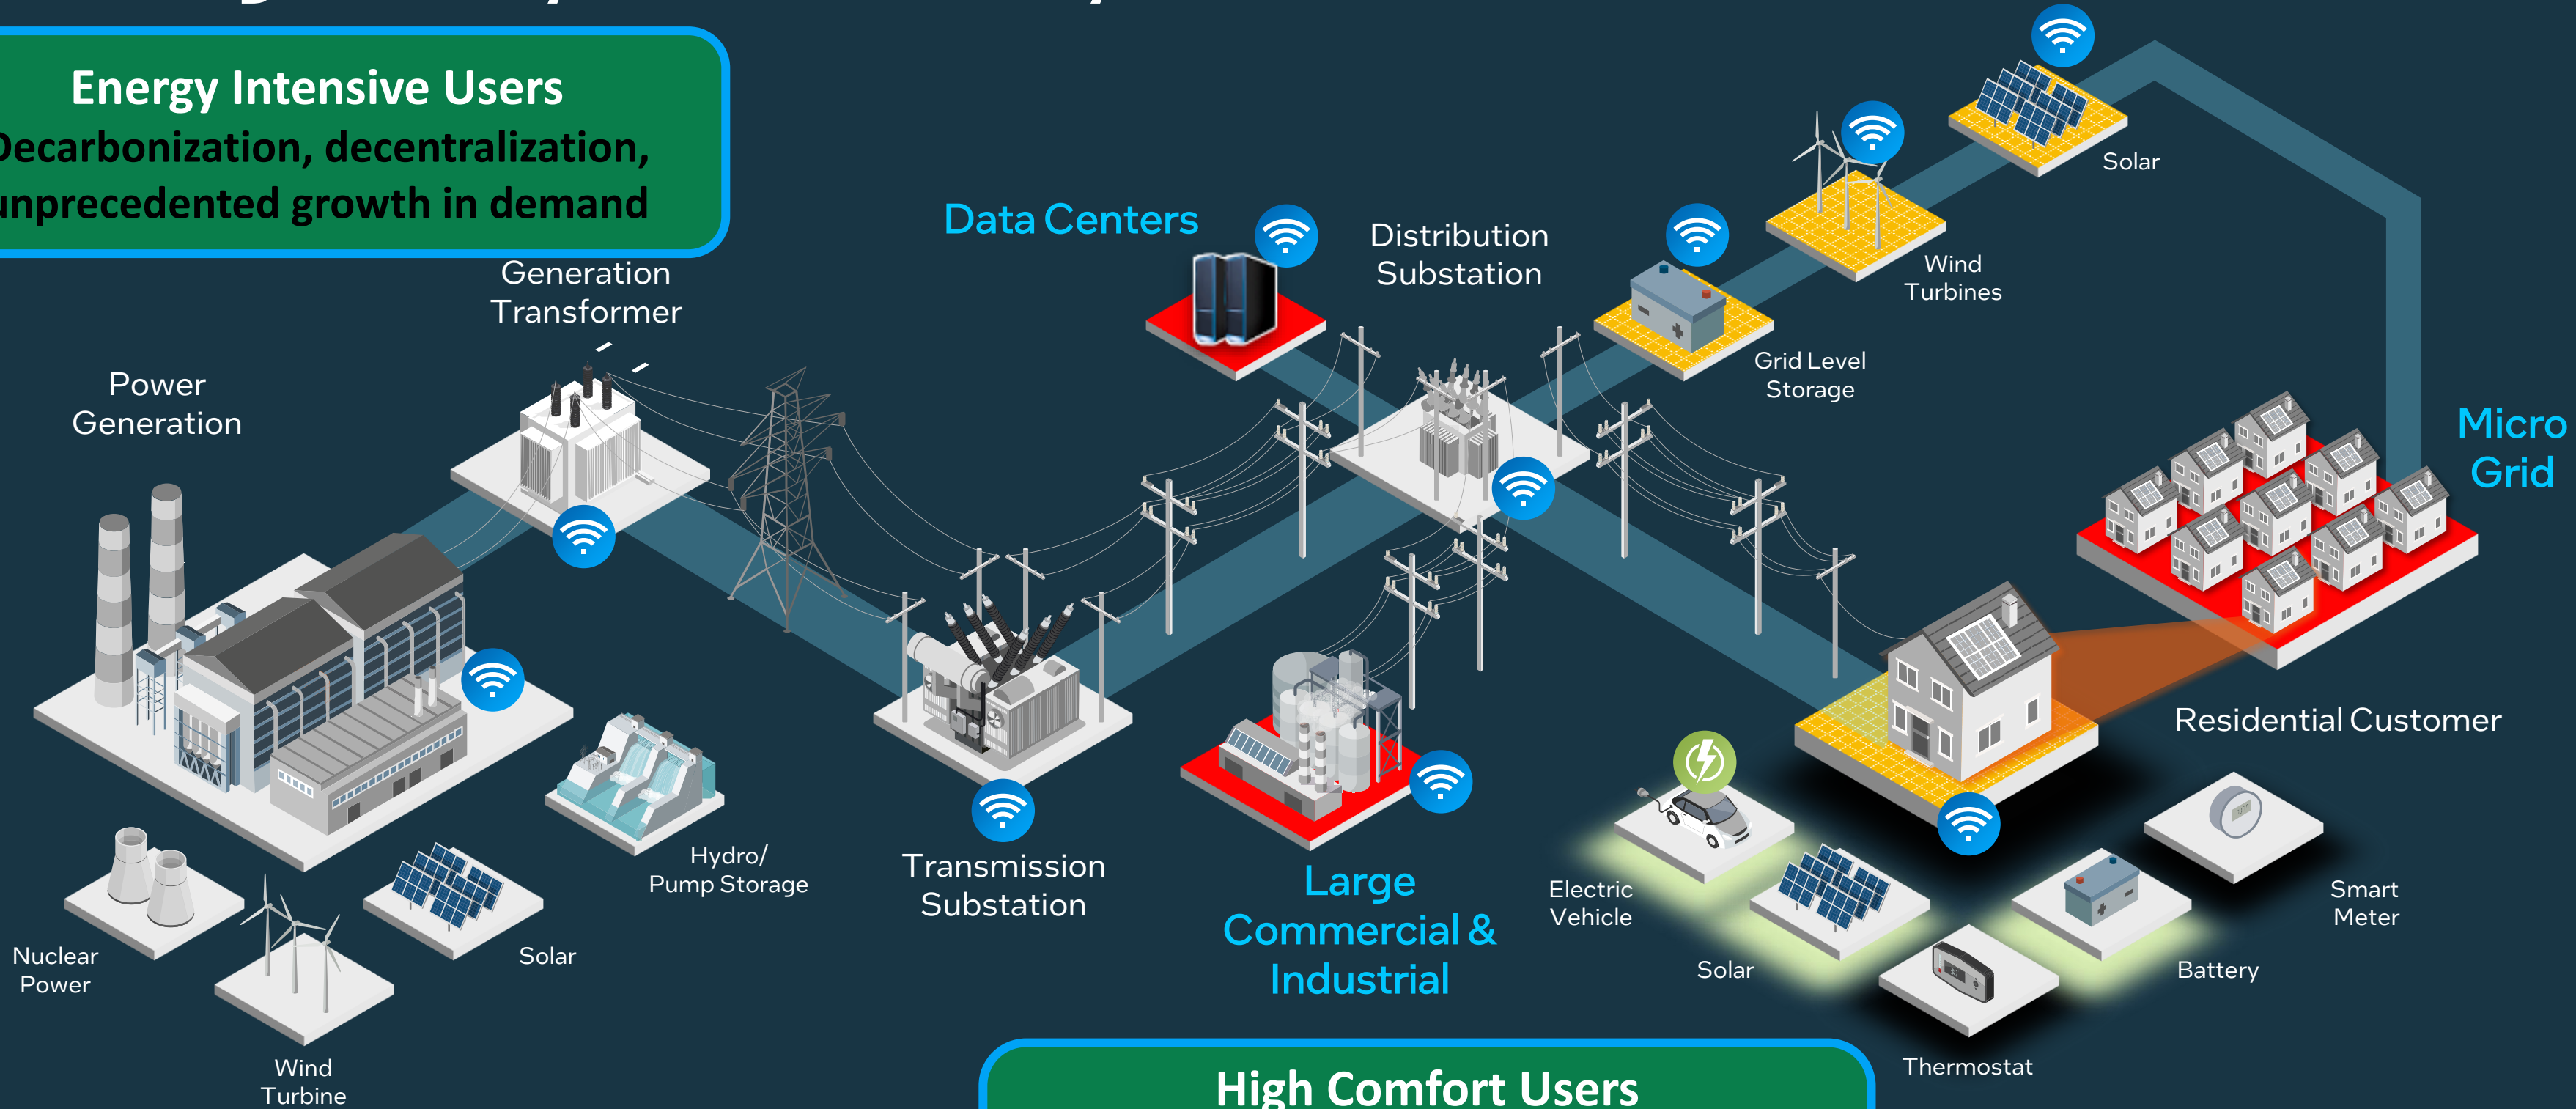 Energy Intensive Users
Decarbonization, decentralization,
unprecedented growth in demand
Generation
Transformer
Power
Generation
Data Centers
Distribution
Substation
Solar
Wind
Turbines
Grid Level
Storage
Micro
Grid
Residential Customer
Hydro/
Pump Storage
Transmission
Substation
Large
Commercial &
Industrial
Electric
Vehicle
Solar
Thermostat
Battery
Smart
Meter
Nuclear
Power
Wind
Turbine
Solar
High Comfort Users